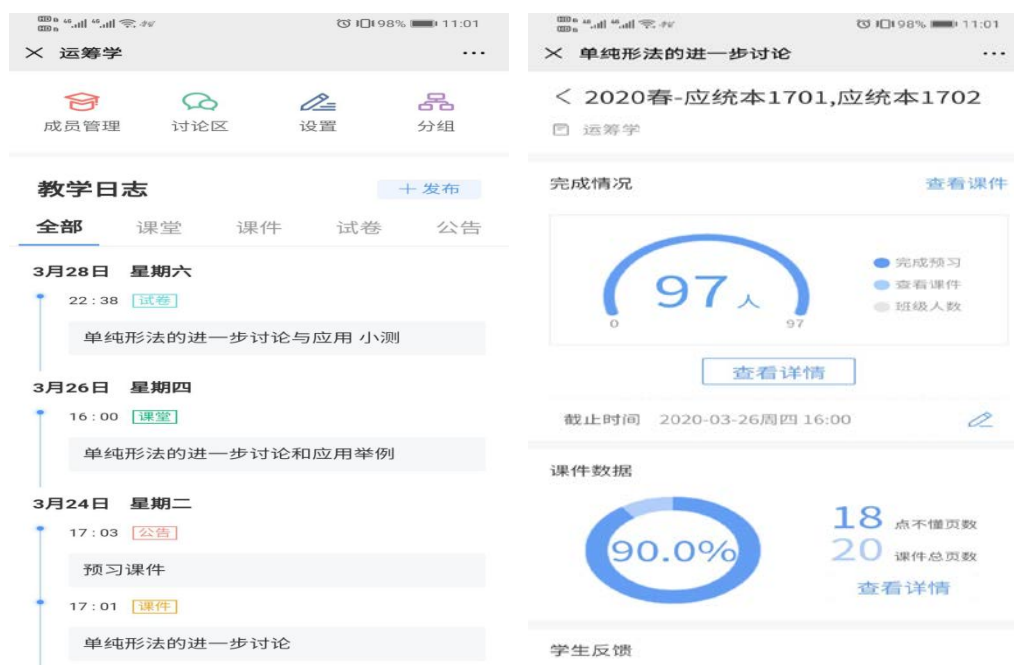 98% 11:01
运筹学
成员管理 讨论区 设置 分组
教学日志
+ 发布
全部 课堂 课件 试卷 公告
3月28日 星期六
22:38 试卷
单纯形法的进一步讨论与应用 小测
3月26日 星期四
16:00 课堂
单纯形法的进一步讨论和应用举例
3月24日 星期二
17:03 公告
预习课件
17:01 课件
单纯形法的进一步讨论
98% 11:01
单纯形法的进一步讨论
2020春-应统本1701,应统本1702
运筹学
完成情况 查看课件
97人
0 97
完成预习
查看课件
班级人数
查看详情
截止时间 2020-03-26周四 16:00
课件数据
90.0%
18 点不懂页数
20 课件总页数
查看详情
学生反馈